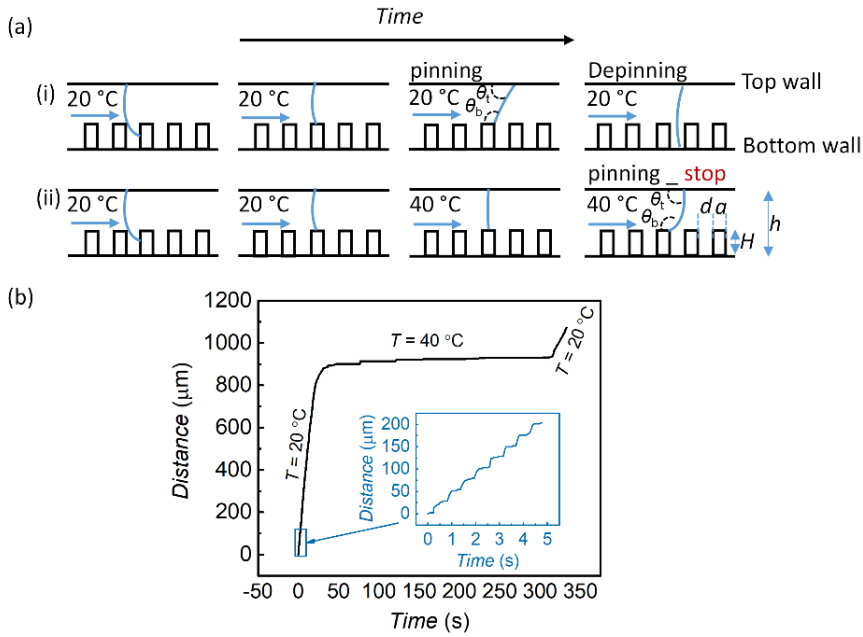 (a)
Time
pinning
Depinning
(i)
20 °C
20 °C
20 °C
θt
θb
20 °C
Top wall
Bottom wall
pinning _ stop
(ii)
20 °C
20 °C
40 °C
40 °C
θt
θb
d
a
H
h
(b)
Distance (μm)
1200
1000
800
600
400
200
0
T = 20 °C
T = 40 °C
T = 20 °C
Distance (μm)
200
150
100
50
0
0 1 2 3 4 5
Time (s)
-50 0 50 100 150 200 250 300 350
Time (s)